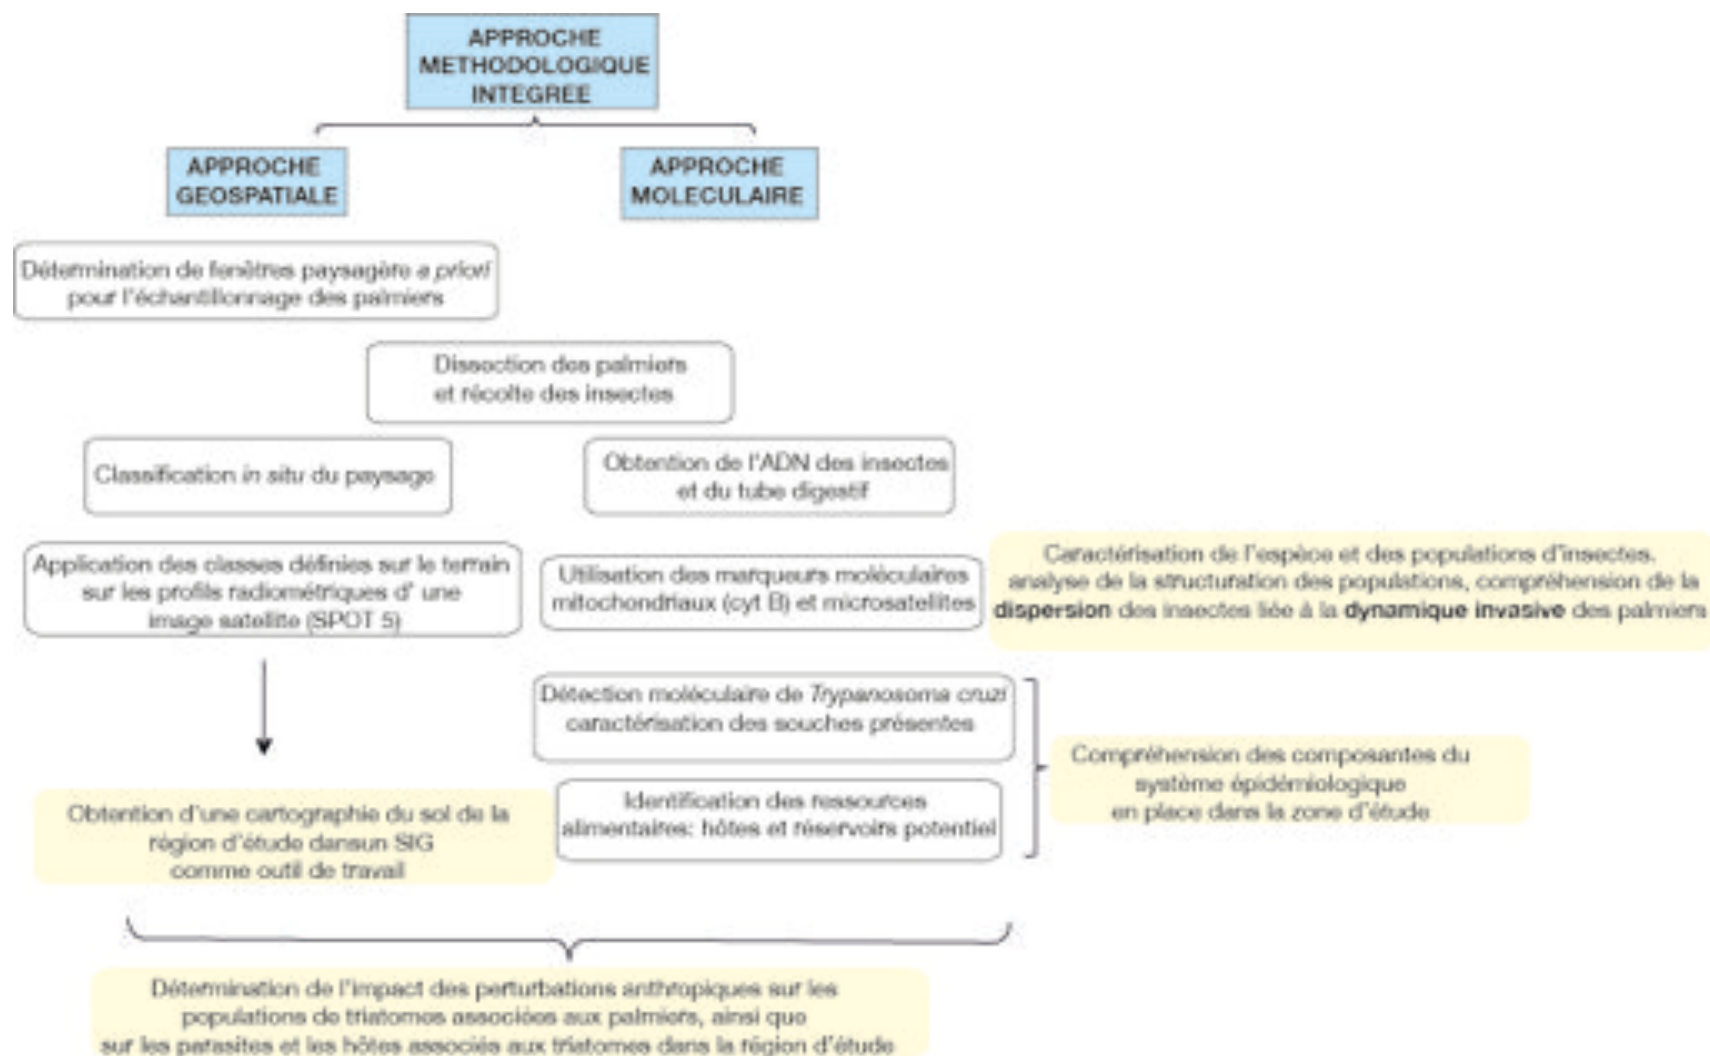 APPROCHE
METHODOLOGIQUE
INTEGREE
APPROCHE
GEOSPATIALE
APPROCHE
MOLECULAIRE
Détermination de fenêtres paysagère a priori
pour l'échantillonnage des palmiers
Dissection des palmiers
et récolte des insectes
Classification in situ du paysage
Obtention de l'ADN des insectes
et du tube digestif
Application des classes définies sur le terrain
sur les profils radiométriques d' une
image satellite (SPOT 5)
Utilisation des marqueurs moléculaires
mitochondriaux (cyt B) et microsatellites
Caractérisation de l'espèce et des populations d'insectes.
analyse de la structuration des populations, compréhension de la
dispersion des insectes liée à la dynamique invasive des palmiers
Détection moléculaire de Trypanosoma cruzi
caractérisation des souches présentes
Compréhension des composantes du
système épidémiologique
en place dans la zone d'étude
Identification des ressources
alimentaires: hôtes et réservoirs potentiel
Obtention d'une cartographie du sol de la
région d'étude dansun SIG
comme outil de travail
Détermination de l'impact des perturbations anthropiques sur les
populations de triatomes associées aux palmiers, ainsi que
sur les parasites et les hôtes associés aux triatomes dans la région d'étude